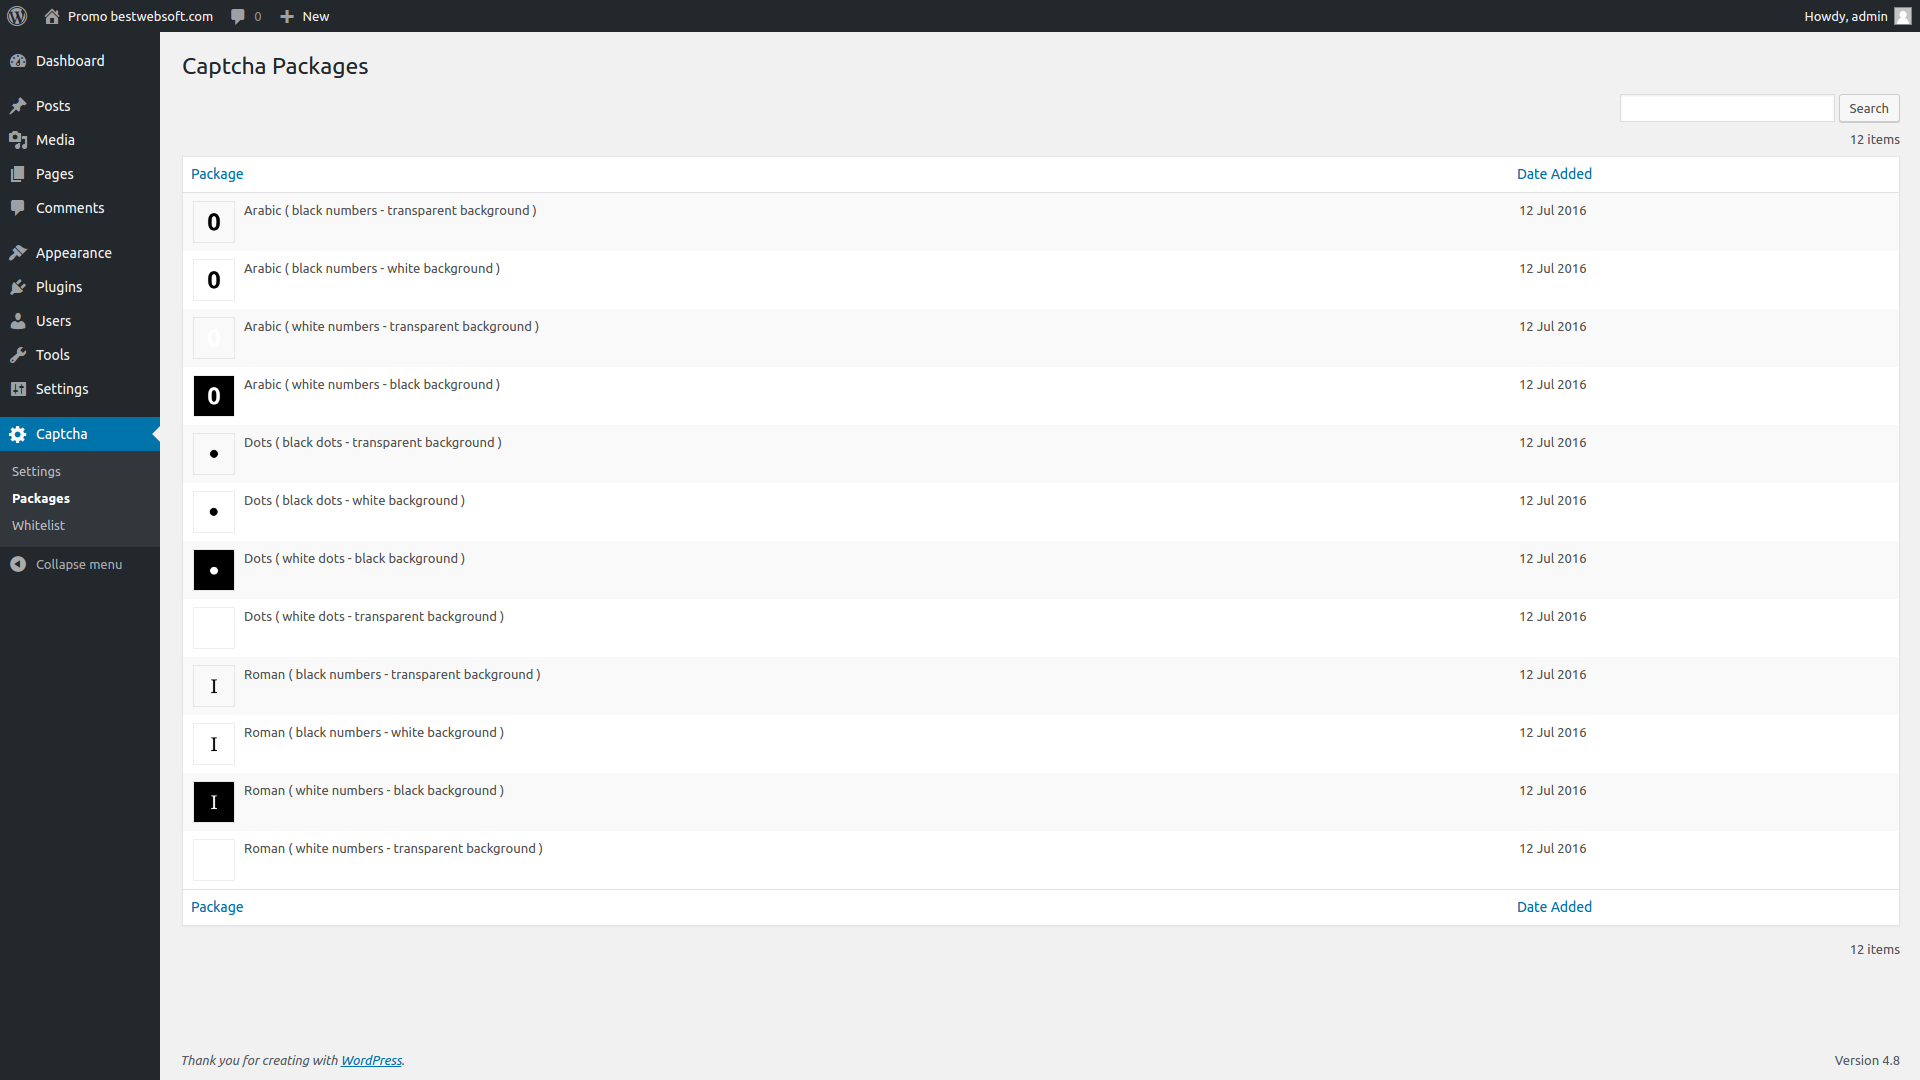 Promo bestwebsoft.com 0 New Howdy, admin
Dashboard
Posts
Media
Pages
Comments
Appearance
Plugins
Users
Tools
Settings
Captcha
Settings
Packages
Whitelist
Collapse menu
Captcha Packages
Search
12 items
Package Date Added
0 Arabic ( black numbers - transparent background ) 12 Jul 2016
0 Arabic ( black numbers - white background ) 12 Jul 2016
0 Arabic ( white numbers - transparent background ) 12 Jul 2016
0 Arabic ( white numbers - black background ) 12 Jul 2016
Dots ( black dots - transparent background ) 12 Jul 2016
Dots ( black dots - white background ) 12 Jul 2016
Dots ( white dots - black background ) 12 Jul 2016
Dots ( white dots - transparent background ) 12 Jul 2016
I Roman ( black numbers - transparent background ) 12 Jul 2016
I Roman ( black numbers - white background ) 12 Jul 2016
I Roman ( white numbers - black background ) 12 Jul 2016
Roman ( white numbers - transparent background ) 12 Jul 2016
Package Date Added
12 items
Thank you for creating with WordPress. Version 4.8